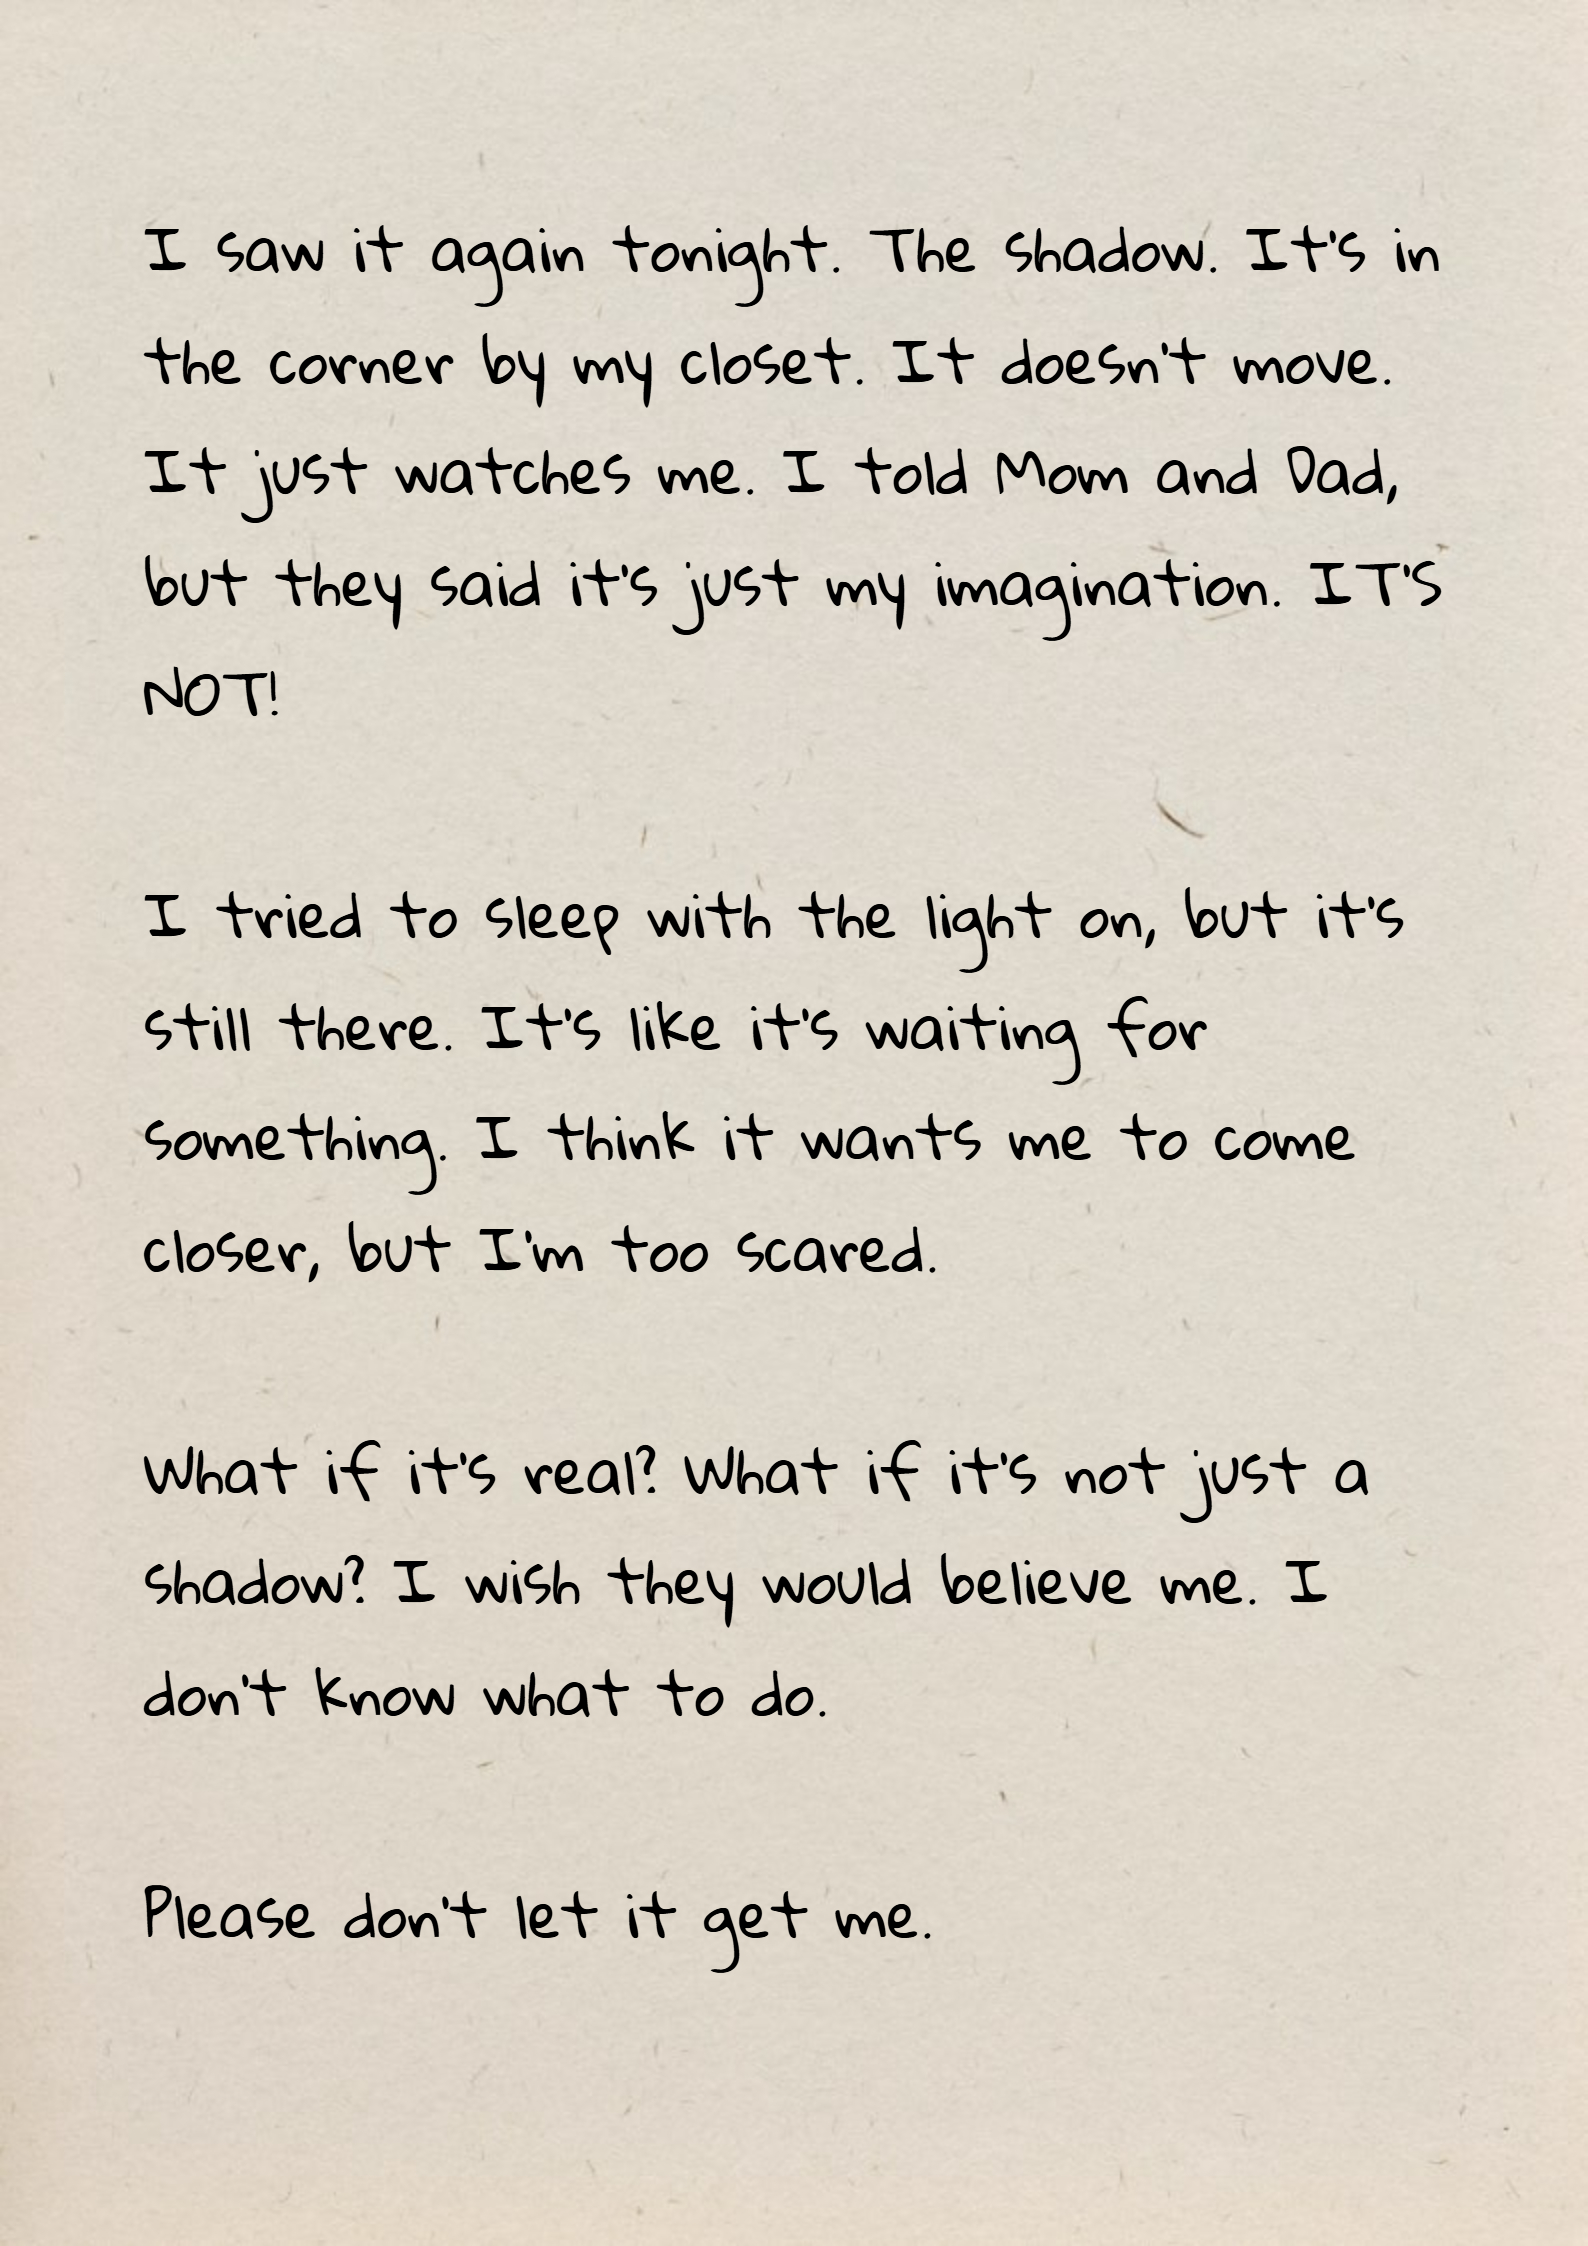 I saw it again tonight. The shadow. It's in
the corner by my closet. It doesn't move.
It just watches me. I told Mom and Dad,
but they said it's just my imagination. IT'S
NOT!
I tried to sleep with the light on, but it's
still there. It's like it's waiting for
something. I think it wants me to come
closer, but I'm too scared.
What if it's real? What if it's not just a
shadow? I wish they would believe me. I
don't know what to do.
Please don't let it get me.